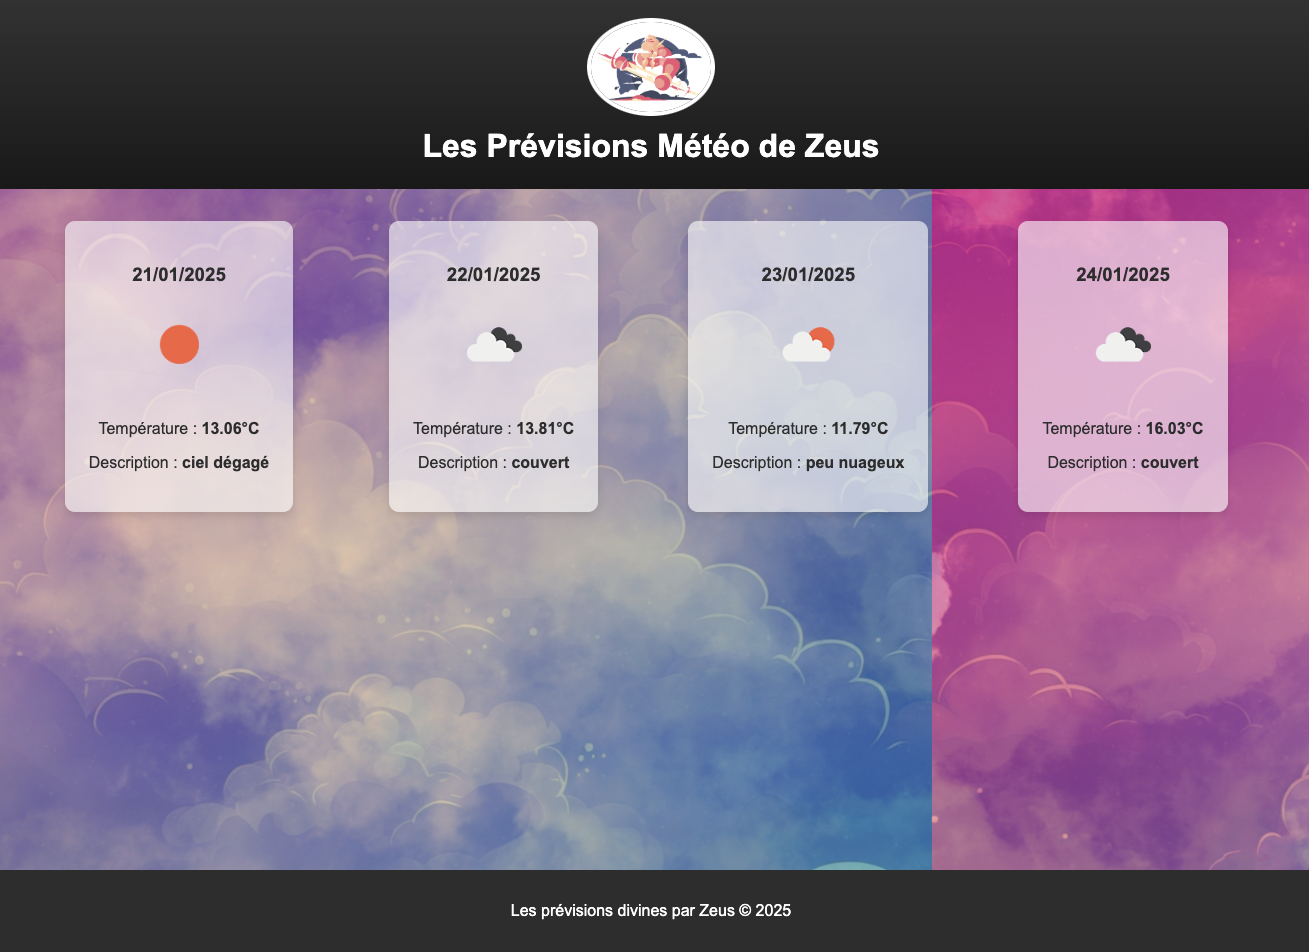 Les Prévisions Météo de Zeus
21/01/2025
Température : 13.06°C
Description : ciel dégagé
22/01/2025
Température : 13.81°C
Description : couvert
23/01/2025
Température : 11.79°C
Description : peu nuageux
24/01/2025
Température : 16.03°C
Description : couvert
Les prévisions divines par Zeus © 2025